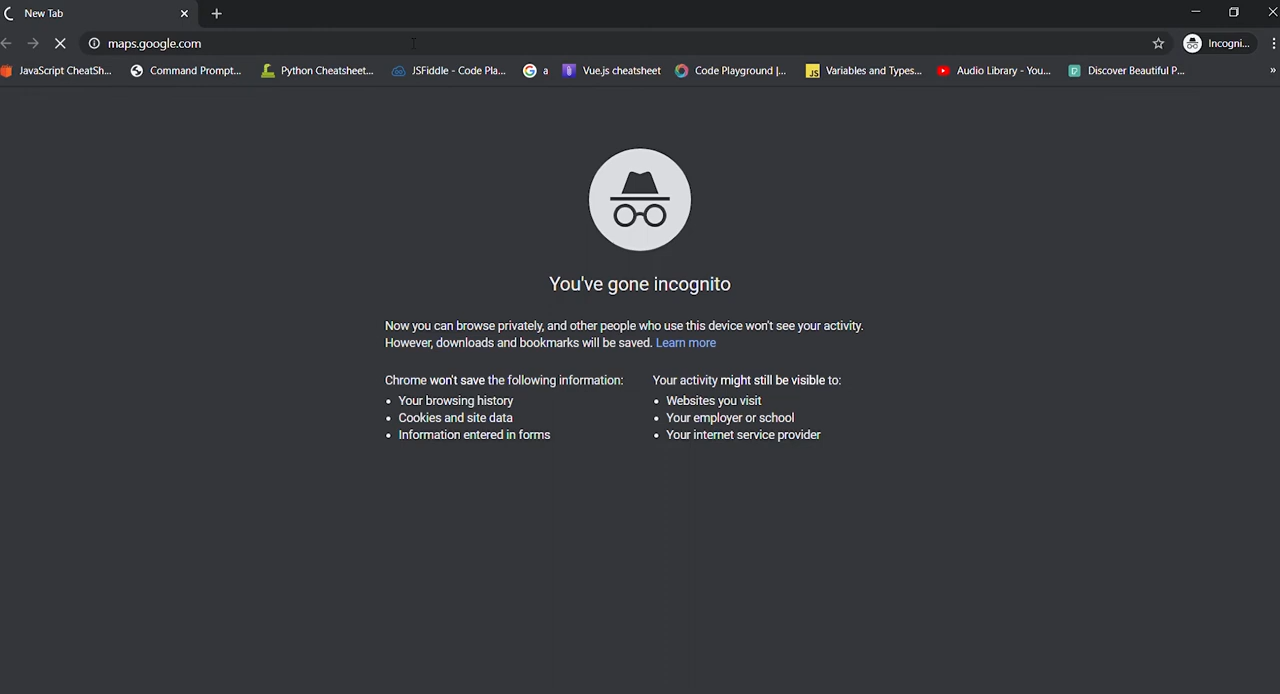 New Tab
maps.google.com
Incogni...
JavaScript CheatSh...
Command Prompt...
Python Cheatsheet...
JSFiddle - Code Pla...
a
Vue.js cheatsheet
Code Playground |...
JS
Variables and Types...
Audio Library - You...
Discover Beautiful P...
You've gone incognito
Now you can browse privately, and other people who use this device won't see your activity.
However, downloads and bookmarks will be saved. Learn more
Chrome won't save the following information:
• Your browsing history
• Cookies and site data
• Information entered in forms
Your activity might still be visible to:
• Websites you visit
• Your employer or school
• Your internet service provider